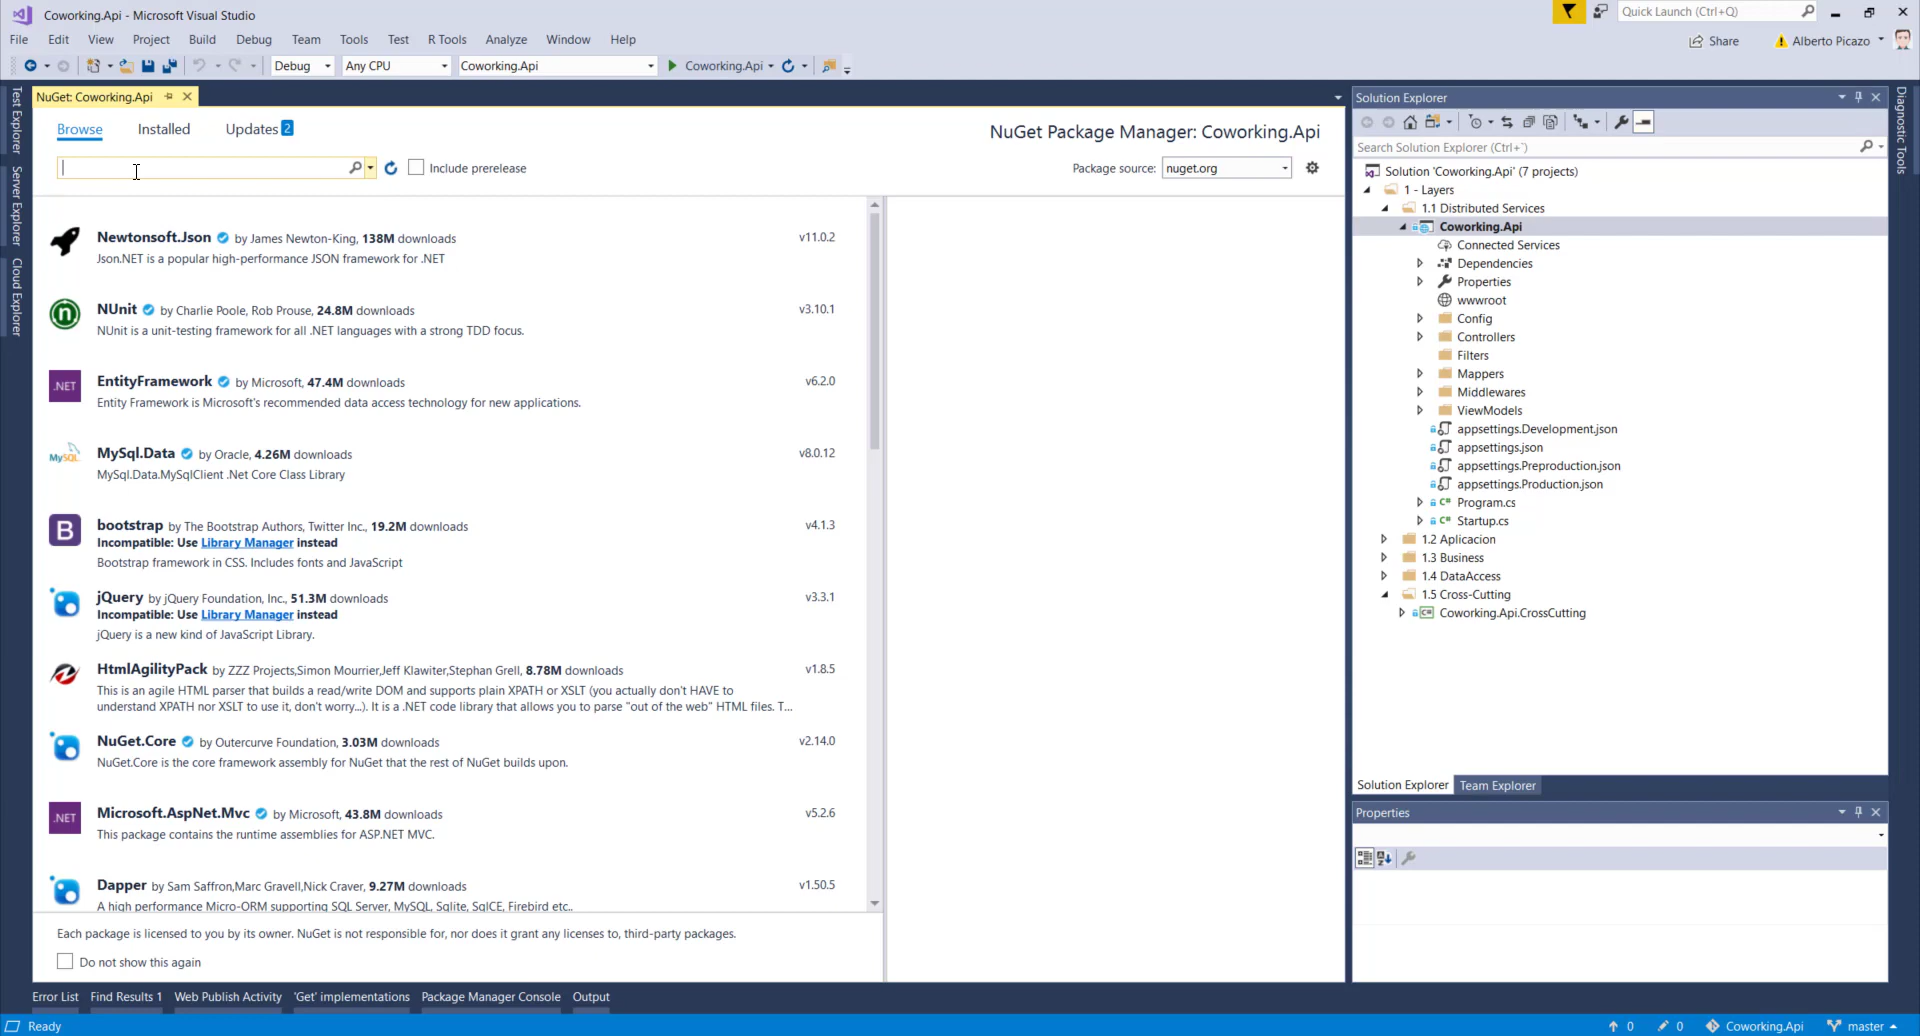 Coworking.Api - Microsoft Visual Studio
Quick Launch (Ctrl+Q)
File Edit View Project Build Debug Team Tools Test R Tools Analyze Window Help
Share
Alberto Picazo
Debug
Any CPU
Coworking.Api
Coworking.Api
Test Explorer
Server Explorer
Cloud Explorer
NuGet: Coworking.Api
Browse
Installed
Updates 2
NuGet Package Manager: Coworking.Api
Include prerelease
Package source: nuget.org
Newtonsoft.Json by James Newton-King, 138M downloads
v11.0.2
Json.NET is a popular high-performance JSON framework for .NET
n
NUnit by Charlie Poole, Rob Prouse, 24.8M downloads
v3.10.1
NUnit is a unit-testing framework for all .NET languages with a strong TDD focus.
.NET
EntityFramework by Microsoft, 47.4M downloads
v6.2.0
Entity Framework is Microsoft's recommended data access technology for new applications.
MySQL
MySql.Data by Oracle, 4.26M downloads
v8.0.12
MySql.Data.MySqlClient .Net Core Class Library
B
bootstrap by The Bootstrap Authors, Twitter Inc., 19.2M downloads
v4.1.3
Incompatible: Use Library Manager instead
Bootstrap framework in CSS. Includes fonts and JavaScript
jQuery by jQuery Foundation, Inc., 51.3M downloads
v3.3.1
Incompatible: Use Library Manager instead
jQuery is a new kind of JavaScript Library.
HtmlAgilityPack by ZZZ Projects,Simon Mourrier,Jeff Klawiter,Stephan Grell, 8.78M downloads
v1.8.5
This is an agile HTML parser that builds a read/write DOM and supports plain XPATH or XSLT (you actually don't HAVE to
understand XPATH nor XSLT to use it, don't worry...). It is a .NET code library that allows you to parse "out of the web" HTML files. T...
NuGet.Core by Outercurve Foundation, 3.03M downloads
v2.14.0
NuGet.Core is the core framework assembly for NuGet that the rest of NuGet builds upon.
.NET
Microsoft.AspNet.Mvc by Microsoft, 43.8M downloads
v5.2.6
This package contains the runtime assemblies for ASP.NET MVC.
Dapper by Sam Saffron,Marc Gravell,Nick Craver, 9.27M downloads
v1.50.5
A high performance Micro-ORM supporting SQL Server, MySQL, Sqlite, SqlCE, Firebird etc..
Each package is licensed to you by its owner. NuGet is not responsible for, nor does it grant any licenses to, third-party packages.
Do not show this again
Solution Explorer
Search Solution Explorer (Ctrl+¨)
Solution 'Coworking.Api' (7 projects)
1 - Layers
1.1 Distributed Services
Coworking.Api
Connected Services
Dependencies
Properties
wwwroot
Config
Controllers
Filters
Mappers
Middlewares
ViewModels
appsettings.Development.json
appsettings.json
appsettings.Preproduction.json
appsettings.Production.json
C# Program.cs
C# Startup.cs
1.2 Aplicacion
1.3 Business
1.4 DataAccess
1.5 Cross-Cutting
C# Coworking.Api.CrossCutting
Solution Explorer
Team Explorer
Properties
Diagnostic Tools
Error List
Find Results 1
Web Publish Activity
'Get' implementations
Package Manager Console
Output
Ready
0
0
Coworking.Api
master